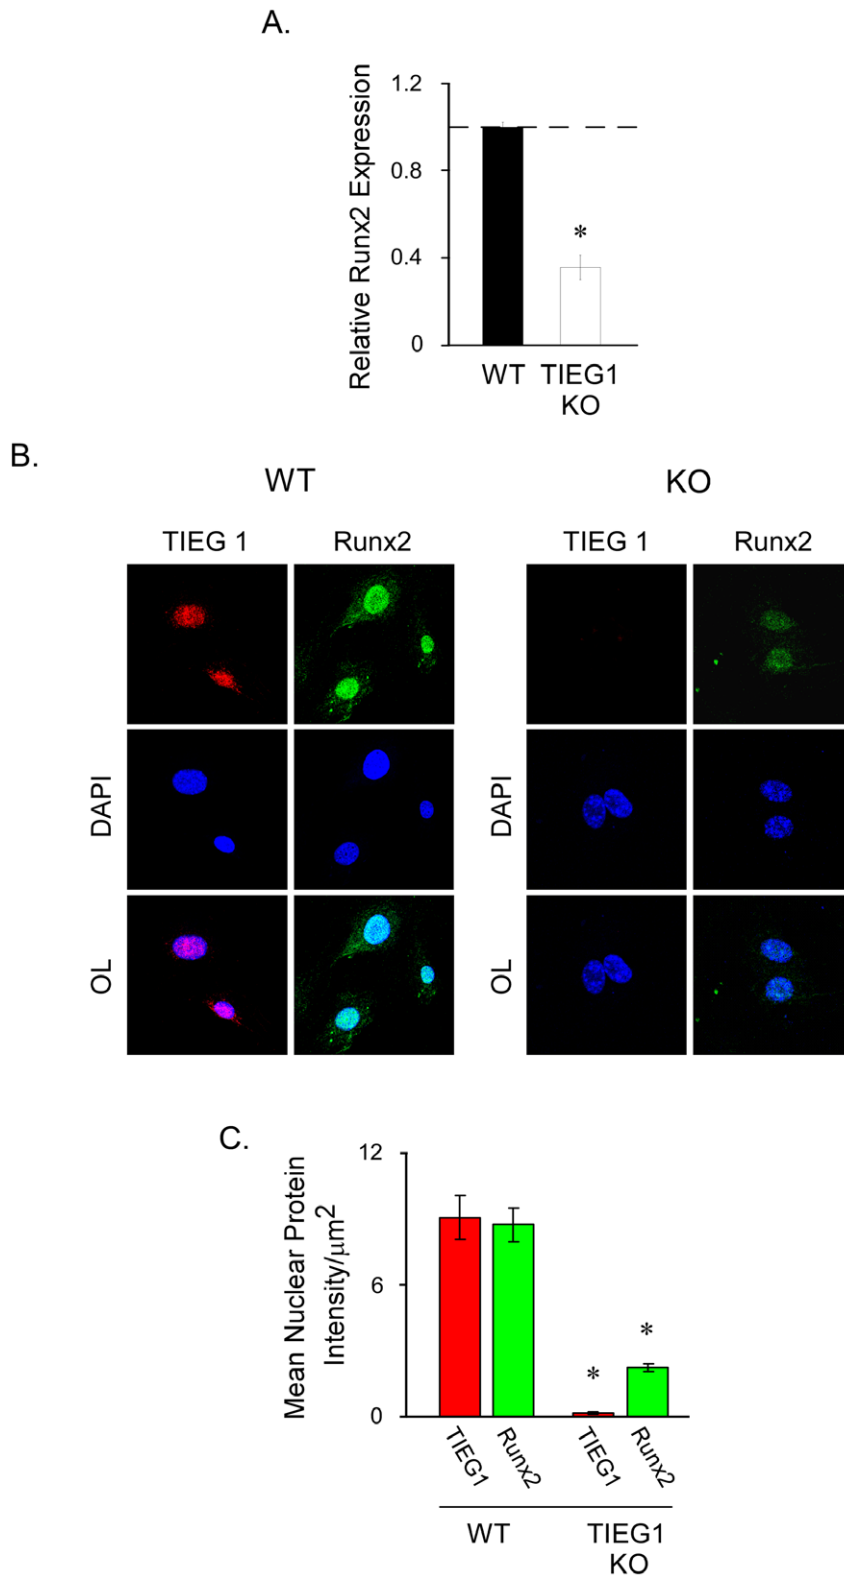 A.
Relative Runx2 Expression
1.2
0.8
0.4
0
*
WT
TIEG1
KO
B.
WT
KO
TIEG 1
Runx2
TIEG 1
Runx2
DAPI
DAPI
OL
OL
C.
Mean Nuclear Protein
Intensity/μm2
12
6
0
*
*
TIEG1
Runx2
TIEG1
Runx2
WT
TIEG1
KO